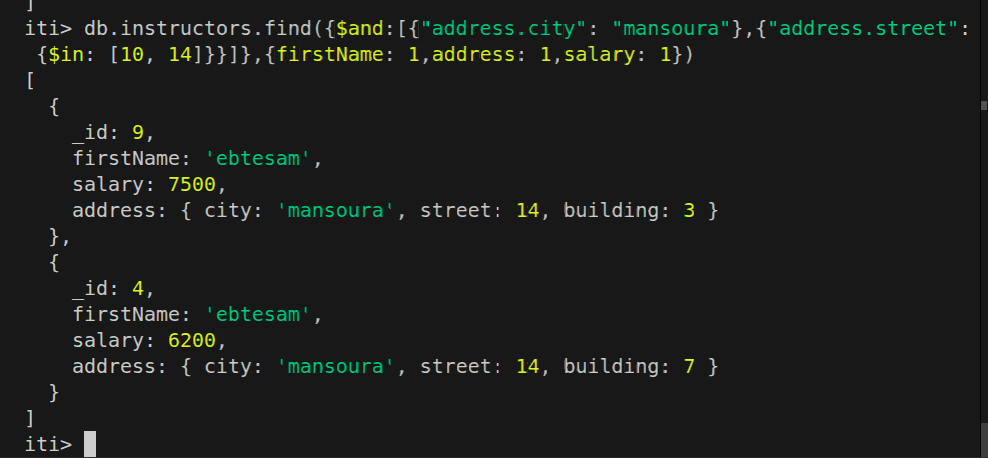 ]
iti> db.instructors.find({$and:[{"address.city": "mansoura"},{"address.street":
{$in: [10, 14]}}]},{firstName: 1,address: 1,salary: 1})
[
  {
    _id: 9,
    firstName: 'ebtesam',
    salary: 7500,
    address: { city: 'mansoura', street: 14, building: 3 }
  },
  {
    _id: 4,
    firstName: 'ebtesam',
    salary: 6200,
    address: { city: 'mansoura', street: 14, building: 7 }
  }
]
iti>